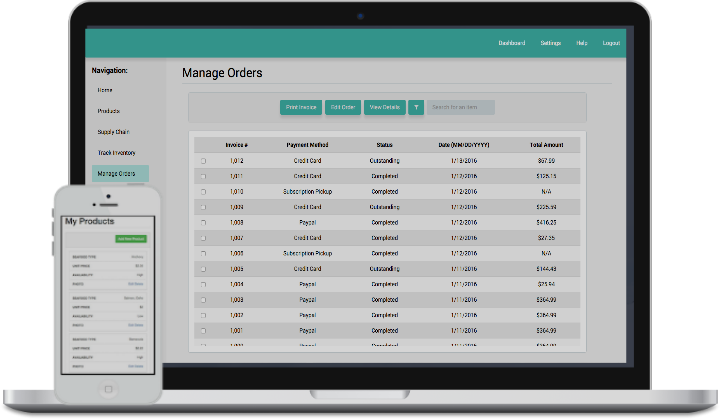 Dashboard Settings Help Logout
Navigation:
Home
Products
Supply Chain
Track Inventory
Manage Orders
Manage Orders
Print Invoice Edit Order View Details Search for an item
Invoice # Payment Method Status Date (MM/DD/YYYY) Total Amount
1,012 Credit Card Outstanding 1/13/2016 $67.99
1,011 Credit Card Completed 1/12/2016 $125.15
1,010 Subscription Pickup Completed 1/12/2016 N/A
1,009 Credit Card Outstanding 1/12/2016 $225.59
1,008 Paypal Completed 1/12/2016 $416.25
1,007 Credit Card Completed 1/12/2016 $27.35
1,006 Subscription Pickup Completed 1/12/2016 N/A
1,005 Credit Card Outstanding 1/11/2016 $144.43
1,004 Paypal Completed 1/11/2016 $25.94
1,003 Paypal Completed 1/11/2016 $364.99
1,002 Paypal Completed 1/11/2016 $364.99
1,001 Paypal Completed 1/11/2016 $364.99
My Products